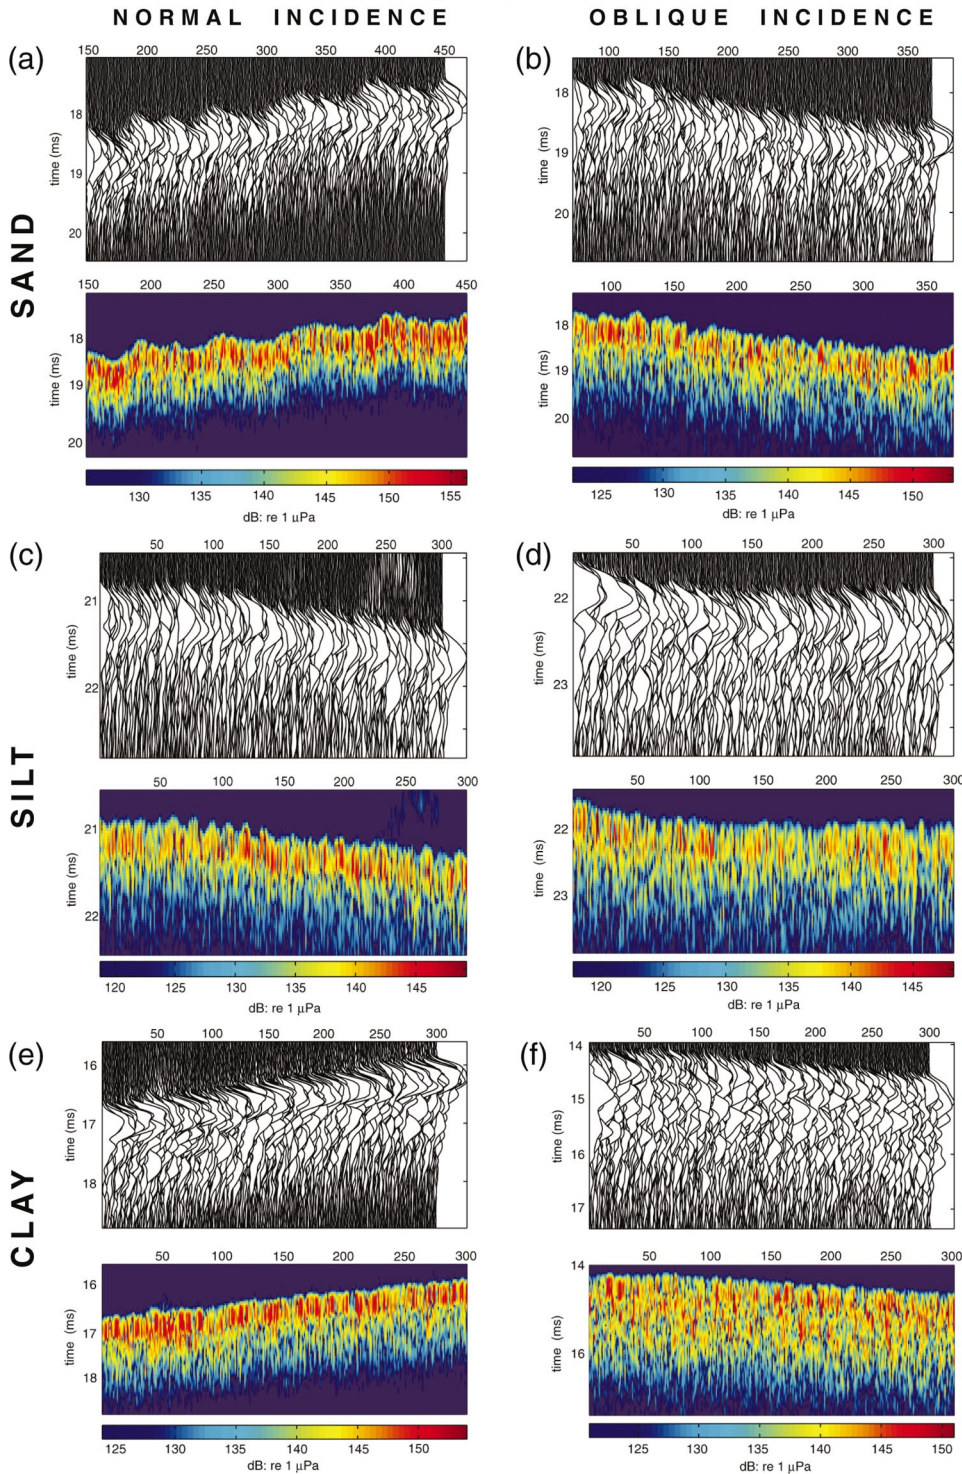 NORMAL INCIDENCE
OBLIQUE INCIDENCE
SAND
(a)
150 200 250 300 350 400 450
18
19
20
time (ms)
150 200 250 300 350 400 450
18
19
20
time (ms)
130 135 140 145 150 155
dB: re 1 μPa
(b)
100 150 200 250 300 350
18
19
20
time (ms)
100 150 200 250 300 350
18
19
20
time (ms)
125 130 135 140 145 150
dB: re 1 μPa
SILT
(c)
50 100 150 200 250 300
21
22
time (ms)
50 100 150 200 250 300
21
22
time (ms)
120 125 130 135 140 145
dB: re 1 μPa
(d)
50 100 150 200 250 300
22
23
time (ms)
50 100 150 200 250 300
22
23
time (ms)
120 125 130 135 140 145
dB: re 1 μPa
CLAY
(e)
50 100 150 200 250 300
16
17
18
time (ms)
50 100 150 200 250 300
16
17
18
time (ms)
125 130 135 140 145 150
dB: re 1 μPa
(f)
50 100 150 200 250 300
14
15
16
17
time (ms)
50 100 150 200 250 300
14
16
time (ms)
125 130 135 140 145 150
dB: re 1 μPa